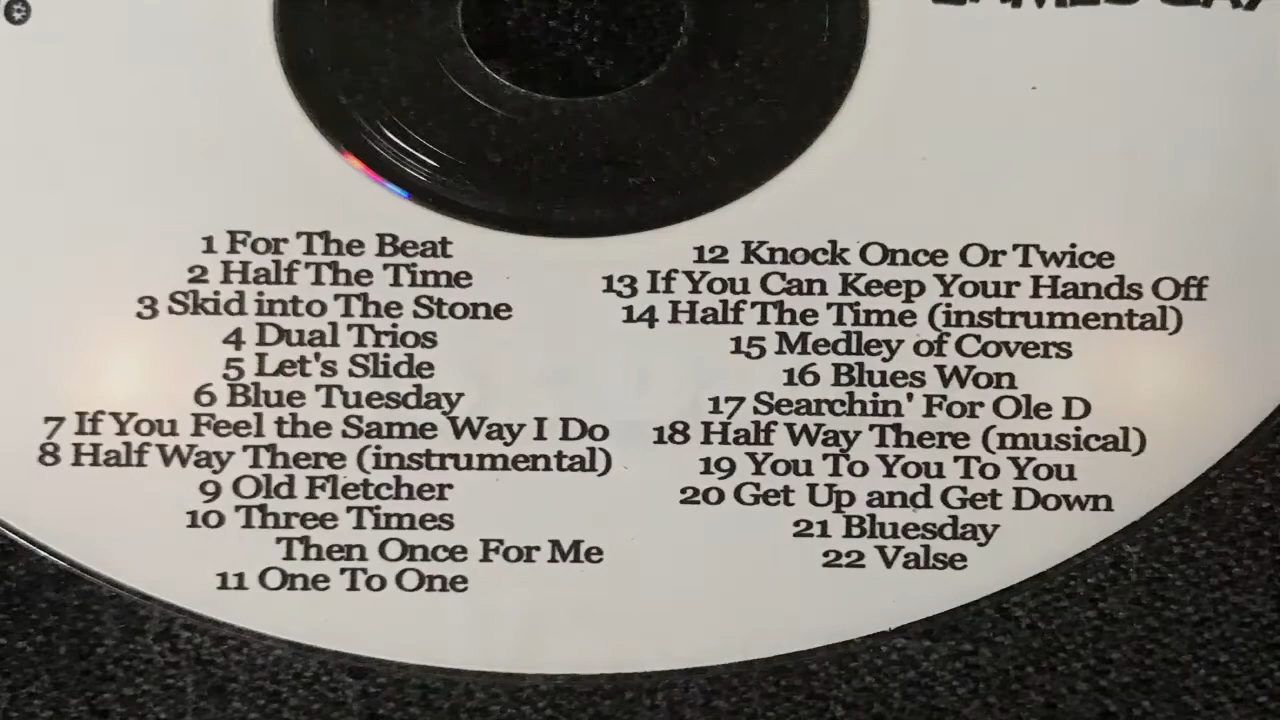 1 For The Beat
2 Half The Time
3 Skid into The Stone
4 Dual Trios
5 Let's Slide
6 Blue Tuesday
7 If You Feel the Same Way I Do
8 Half Way There (instrumental)
9 Old Fletcher
10 Three Times
Then Once For Me
11 One To One
12 Knock Once Or Twice
13 If You Can Keep Your Hands Off
14 Half The Time (instrumental)
15 Medley of Covers
16 Blues Won
17 Searchin' For Ole D
18 Half Way There (musical)
19 You To You To You
20 Get Up and Get Down
21 Bluesday
22 Valse